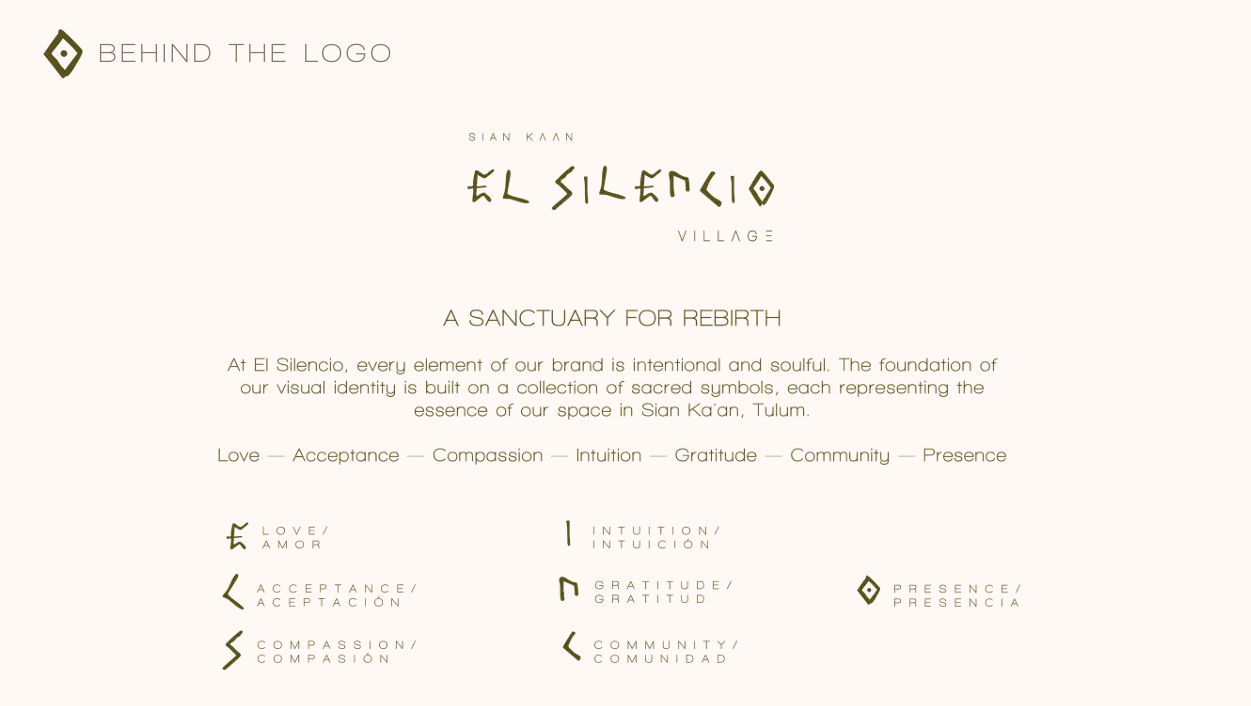 BEHIND THE LOGO
SIAN KAAN
EL SILENCIO
VILLAGE
A SANCTUARY FOR REBIRTH
At El Silencio, every element of our brand is intentional and soulful. The foundation of
our visual identity is built on a collection of sacred symbols, each representing the
essence of our space in Sian Ka'an, Tulum.
Love — Acceptance — Compassion — Intuition — Gratitude — Community — Presence
E LOVE/
AMOR
L ACCEPTANCE/
ACEPTACIÓN
S COMPASSION/
COMPASIÓN
I INTUITION/
INTUICIÓN
N GRATITUDE/
GRATITUD
C COMMUNITY/
COMUNIDAD
O PRESENCE/
PRESENCIA